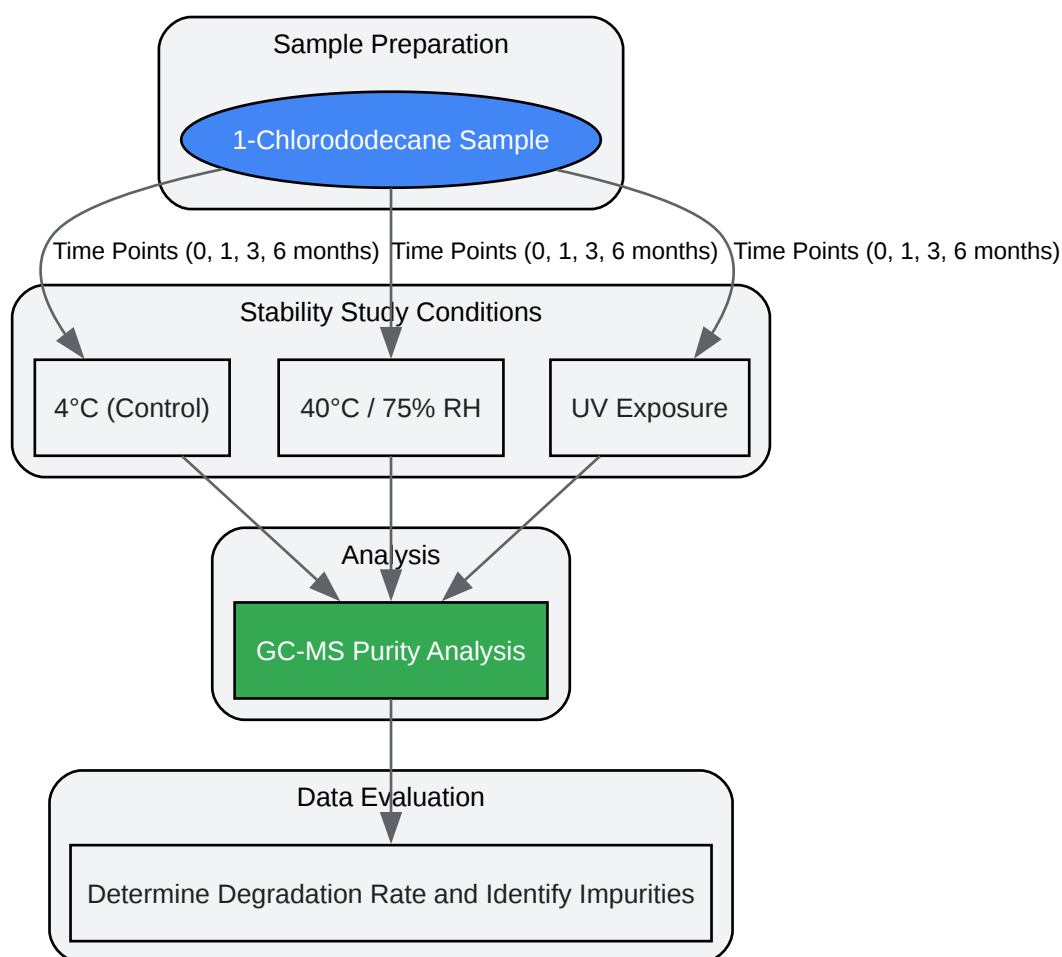 Sample Preparation
1-Chlorododecane Sample
Time Points (0, 1, 3, 6 months)
Time Points (0, 1, 3, 6 months)
Time Points (0, 1, 3, 6 months)
Stability Study Conditions
4°C (Control)
40°C / 75% RH
UV Exposure
Analysis
GC-MS Purity Analysis
Data Evaluation
Determine Degradation Rate and Identify Impurities